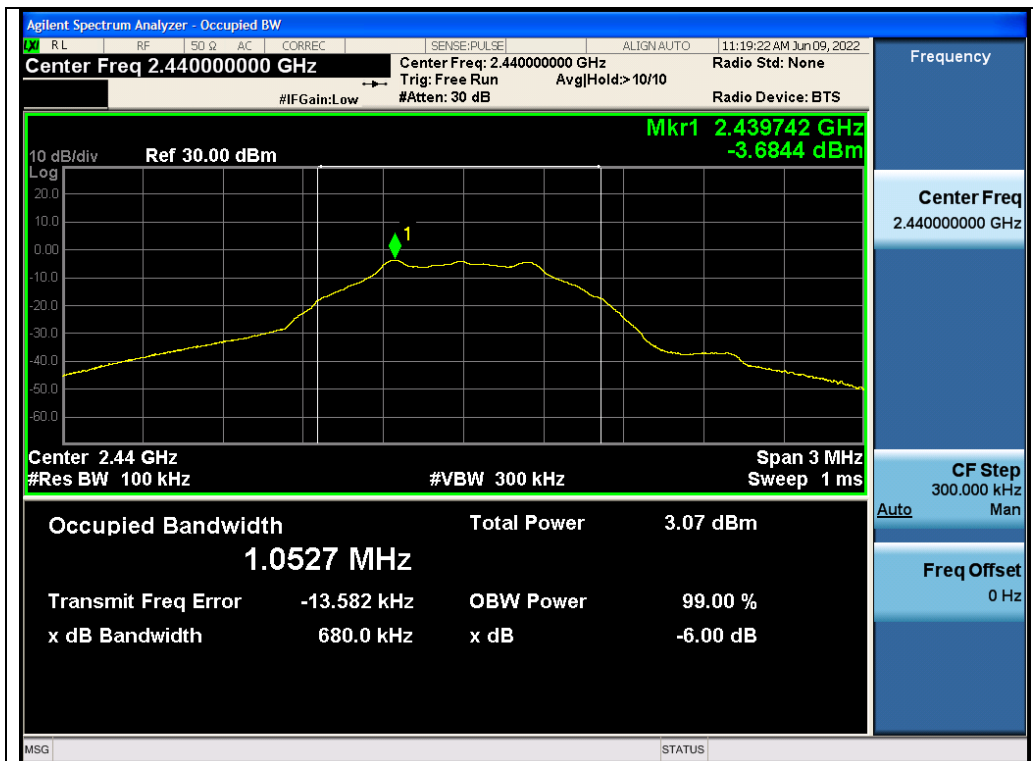 Agilent Spectrum Analyzer - Occupied BW
LXI RL RF 50 Ω AC CORREC SENSE:PULSE ALIGN AUTO 11:19:22 AM Jun 09, 2022
Center Freq 2.440000000 GHz
Center Freq: 2.440000000 GHz
Radio Std: None
Trig: Free Run Avg|Hold:>10/10
#IFGain:Low
#Atten: 30 dB
Radio Device: BTS
Mkr1 2.439742 GHz
-3.6844 dBm
10 dB/div Ref 30.00 dBm
Log
20.0
10.0
0.00
-10.0
-20.0
-30.0
-40.0
-50.0
-60.0
1
Center 2.44 GHz Span 3 MHz
#Res BW 100 kHz #VBW 300 kHz Sweep 1 ms
Occupied Bandwidth Total Power 3.07 dBm
1.0527 MHz
Transmit Freq Error -13.582 kHz OBW Power 99.00 %
x dB Bandwidth 680.0 kHz x dB -6.00 dB
Frequency
Center Freq
2.440000000 GHz
CF Step
300.000 kHz
Auto Man
Freq Offset
0 Hz
MSG STATUS